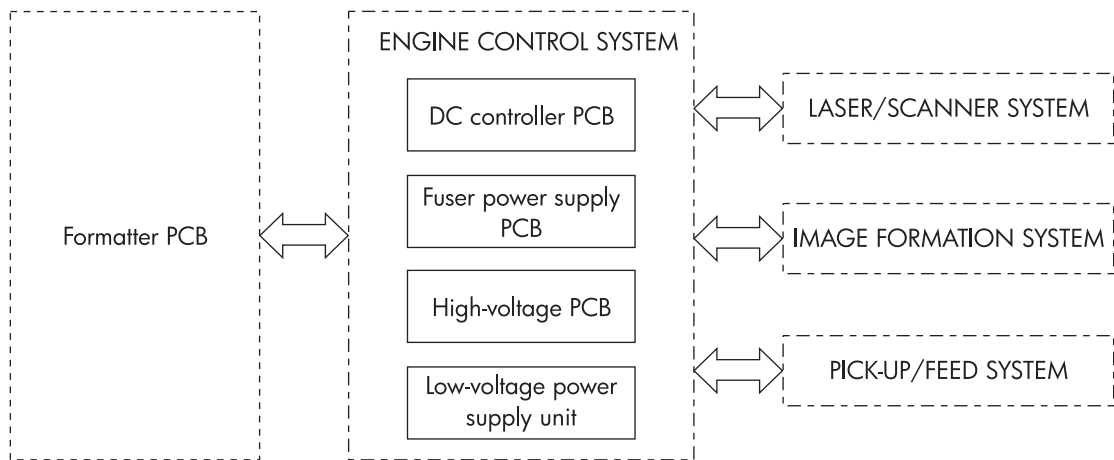 Formatter PCB
ENGINE CONTROL SYSTEM
DC controller PCB
Fuser power supply
PCB
High-voltage PCB
Low-voltage power
supply unit
LASER/SCANNER SYSTEM
IMAGE FORMATION SYSTEM
PICK-UP/FEED SYSTEM